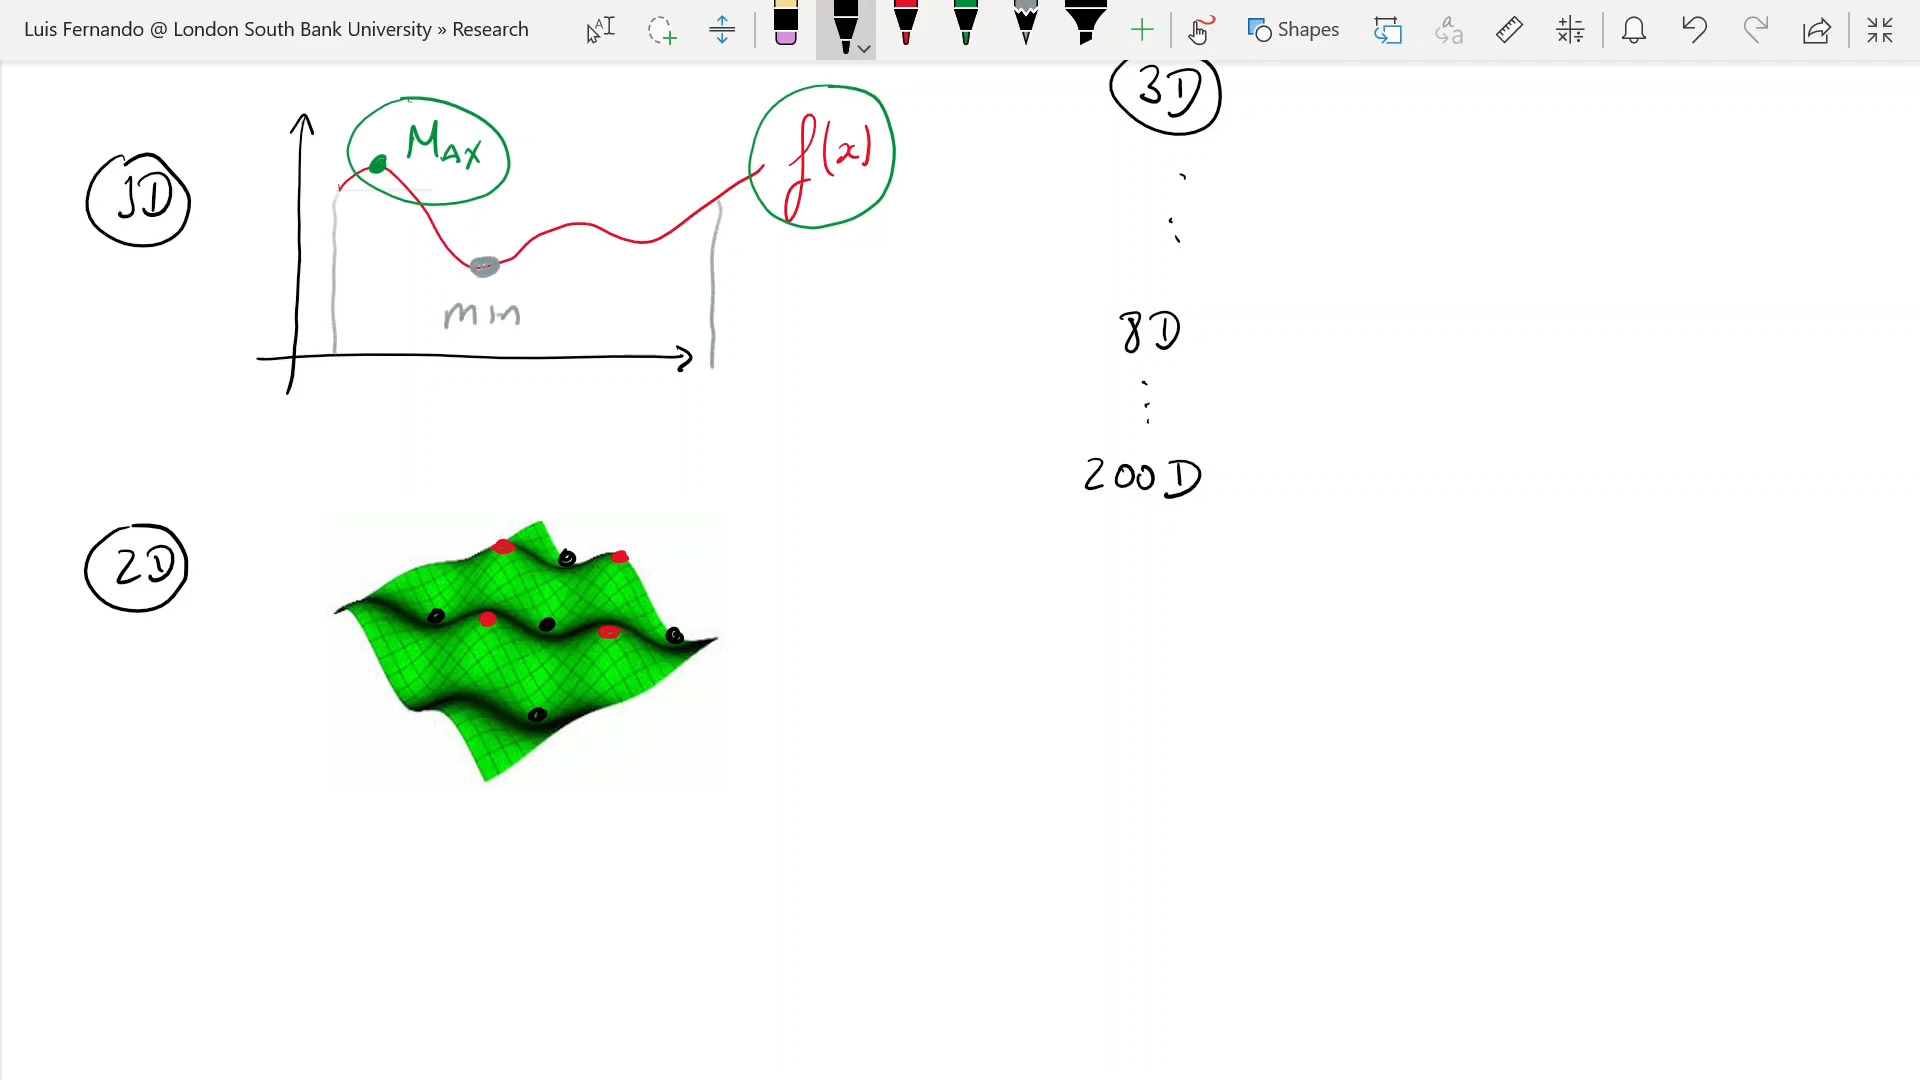 Luis Fernando @ London South Bank University » Research
Shapes
1D
MAX
f(x)
min
2D
3D
8D
200D